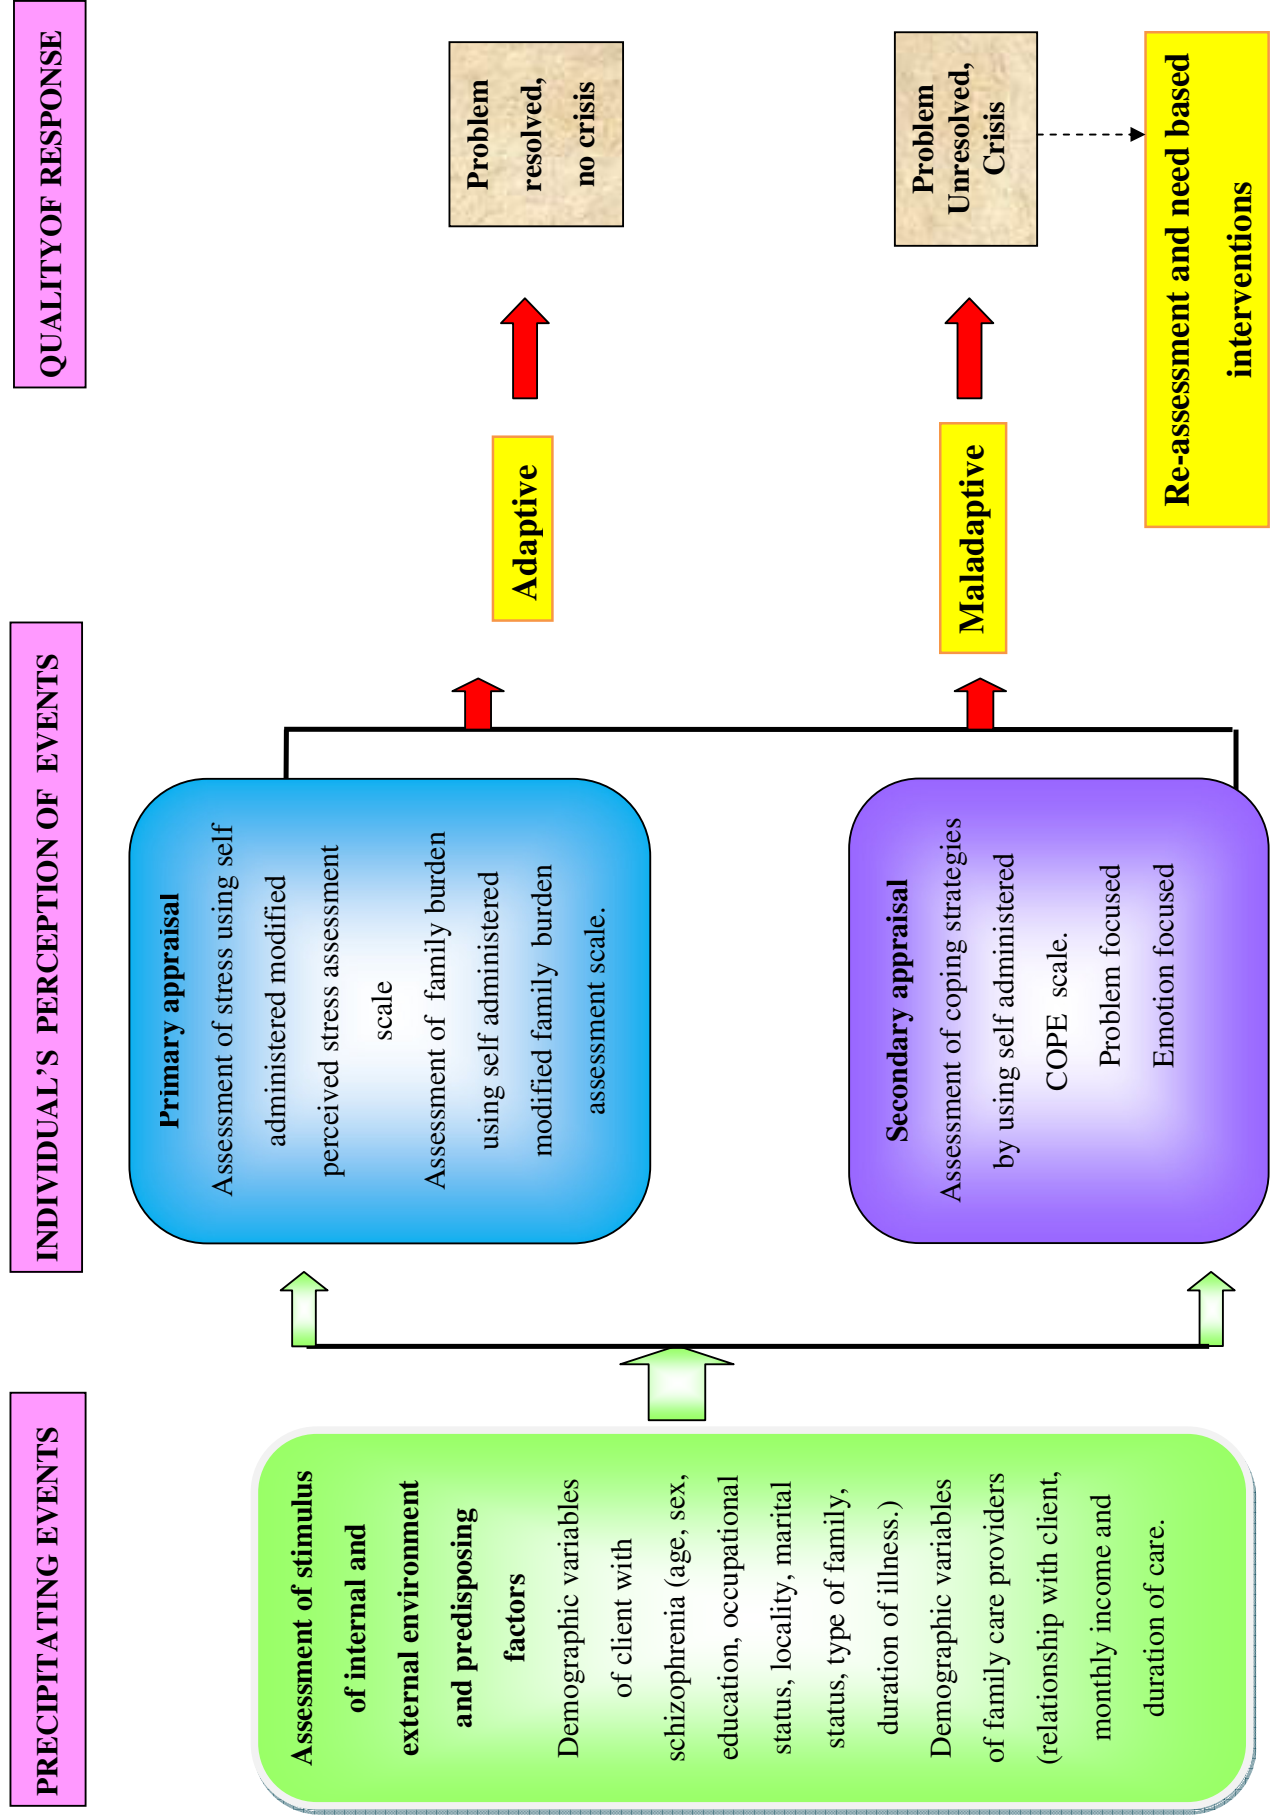 PRECIPITATING EVENTS
INDIVIDUAL'S PERCEPTION OF EVENTS
QUALITYOF RESPONSE
Assessment of stimulus
of internal and
external environment
and predisposing
factors
Demographic variables
of client with
schizophrenia (age, sex,
education, occupational
status, locality, marital
status, type of family,
duration of illness.)
Demographic variables
of family care providers
(relationship with client,
monthly income and
duration of care.
Primary appraisal
Assessment of stress using self
administered modified
perceived stress assessment
scale
Assessment of family burden
using self administered
modified family burden
assessment scale.
Secondary appraisal
Assessment of coping strategies
by using self administered
COPE scale.
Problem focused
Emotion focused
Adaptive
Problem
resolved,
no crisis
Maladaptive
Problem
Unresolved,
Crisis
Re-assessment and need based
interventions